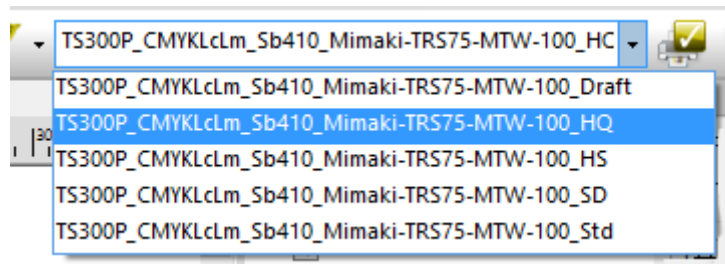 TS300P_CMYKLcLm_Sb410_Mimaki-TRS75-MTW-100_HC
TS300P_CMYKLcLm_Sb410_Mimaki-TRS75-MTW-100_Draft
TS300P_CMYKLcLm_Sb410_Mimaki-TRS75-MTW-100_HQ
TS300P_CMYKLcLm_Sb410_Mimaki-TRS75-MTW-100_HS
TS300P_CMYKLcLm_Sb410_Mimaki-TRS75-MTW-100_SD
TS300P_CMYKLcLm_Sb410_Mimaki-TRS75-MTW-100_Std